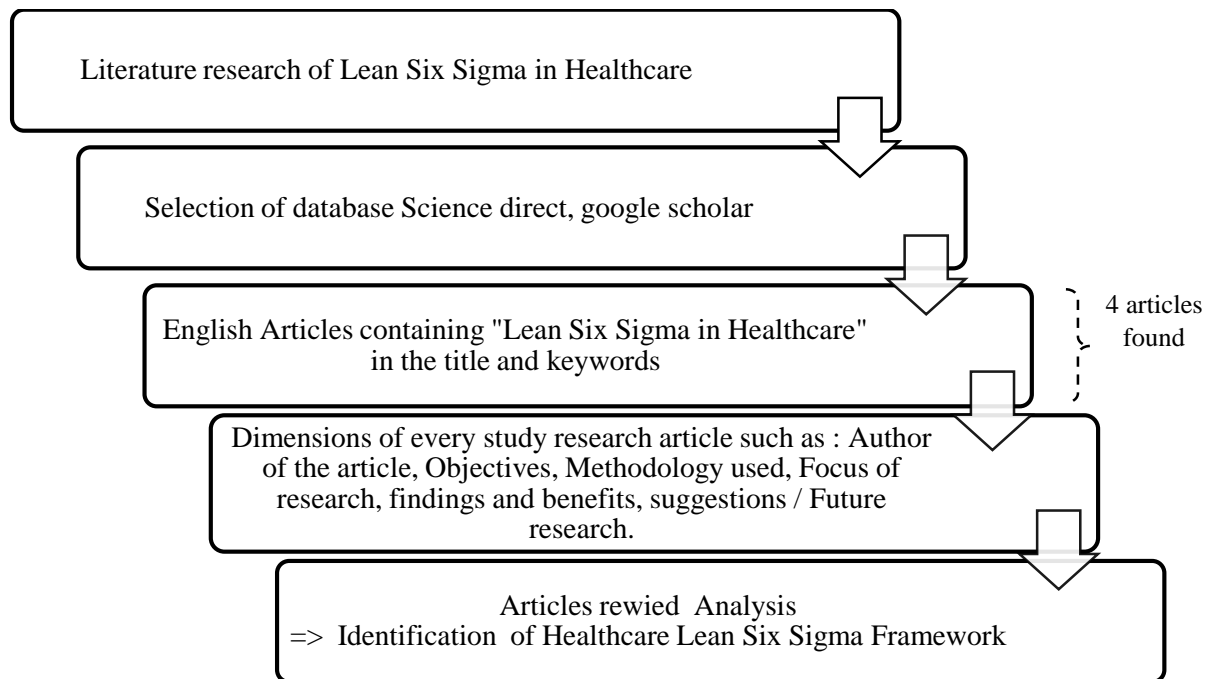 Literature research of Lean Six Sigma in Healthcare
Selection of database Science direct, google scholar
English Articles containing "Lean Six Sigma in Healthcare"
in the title and keywords
4 articles
found
Dimensions of every study research article such as : Author
of the article, Objectives, Methodology used, Focus of
research, findings and benefits, suggestions / Future
research.
Articles rewied Analysis
=> Identification of Healthcare Lean Six Sigma Framework